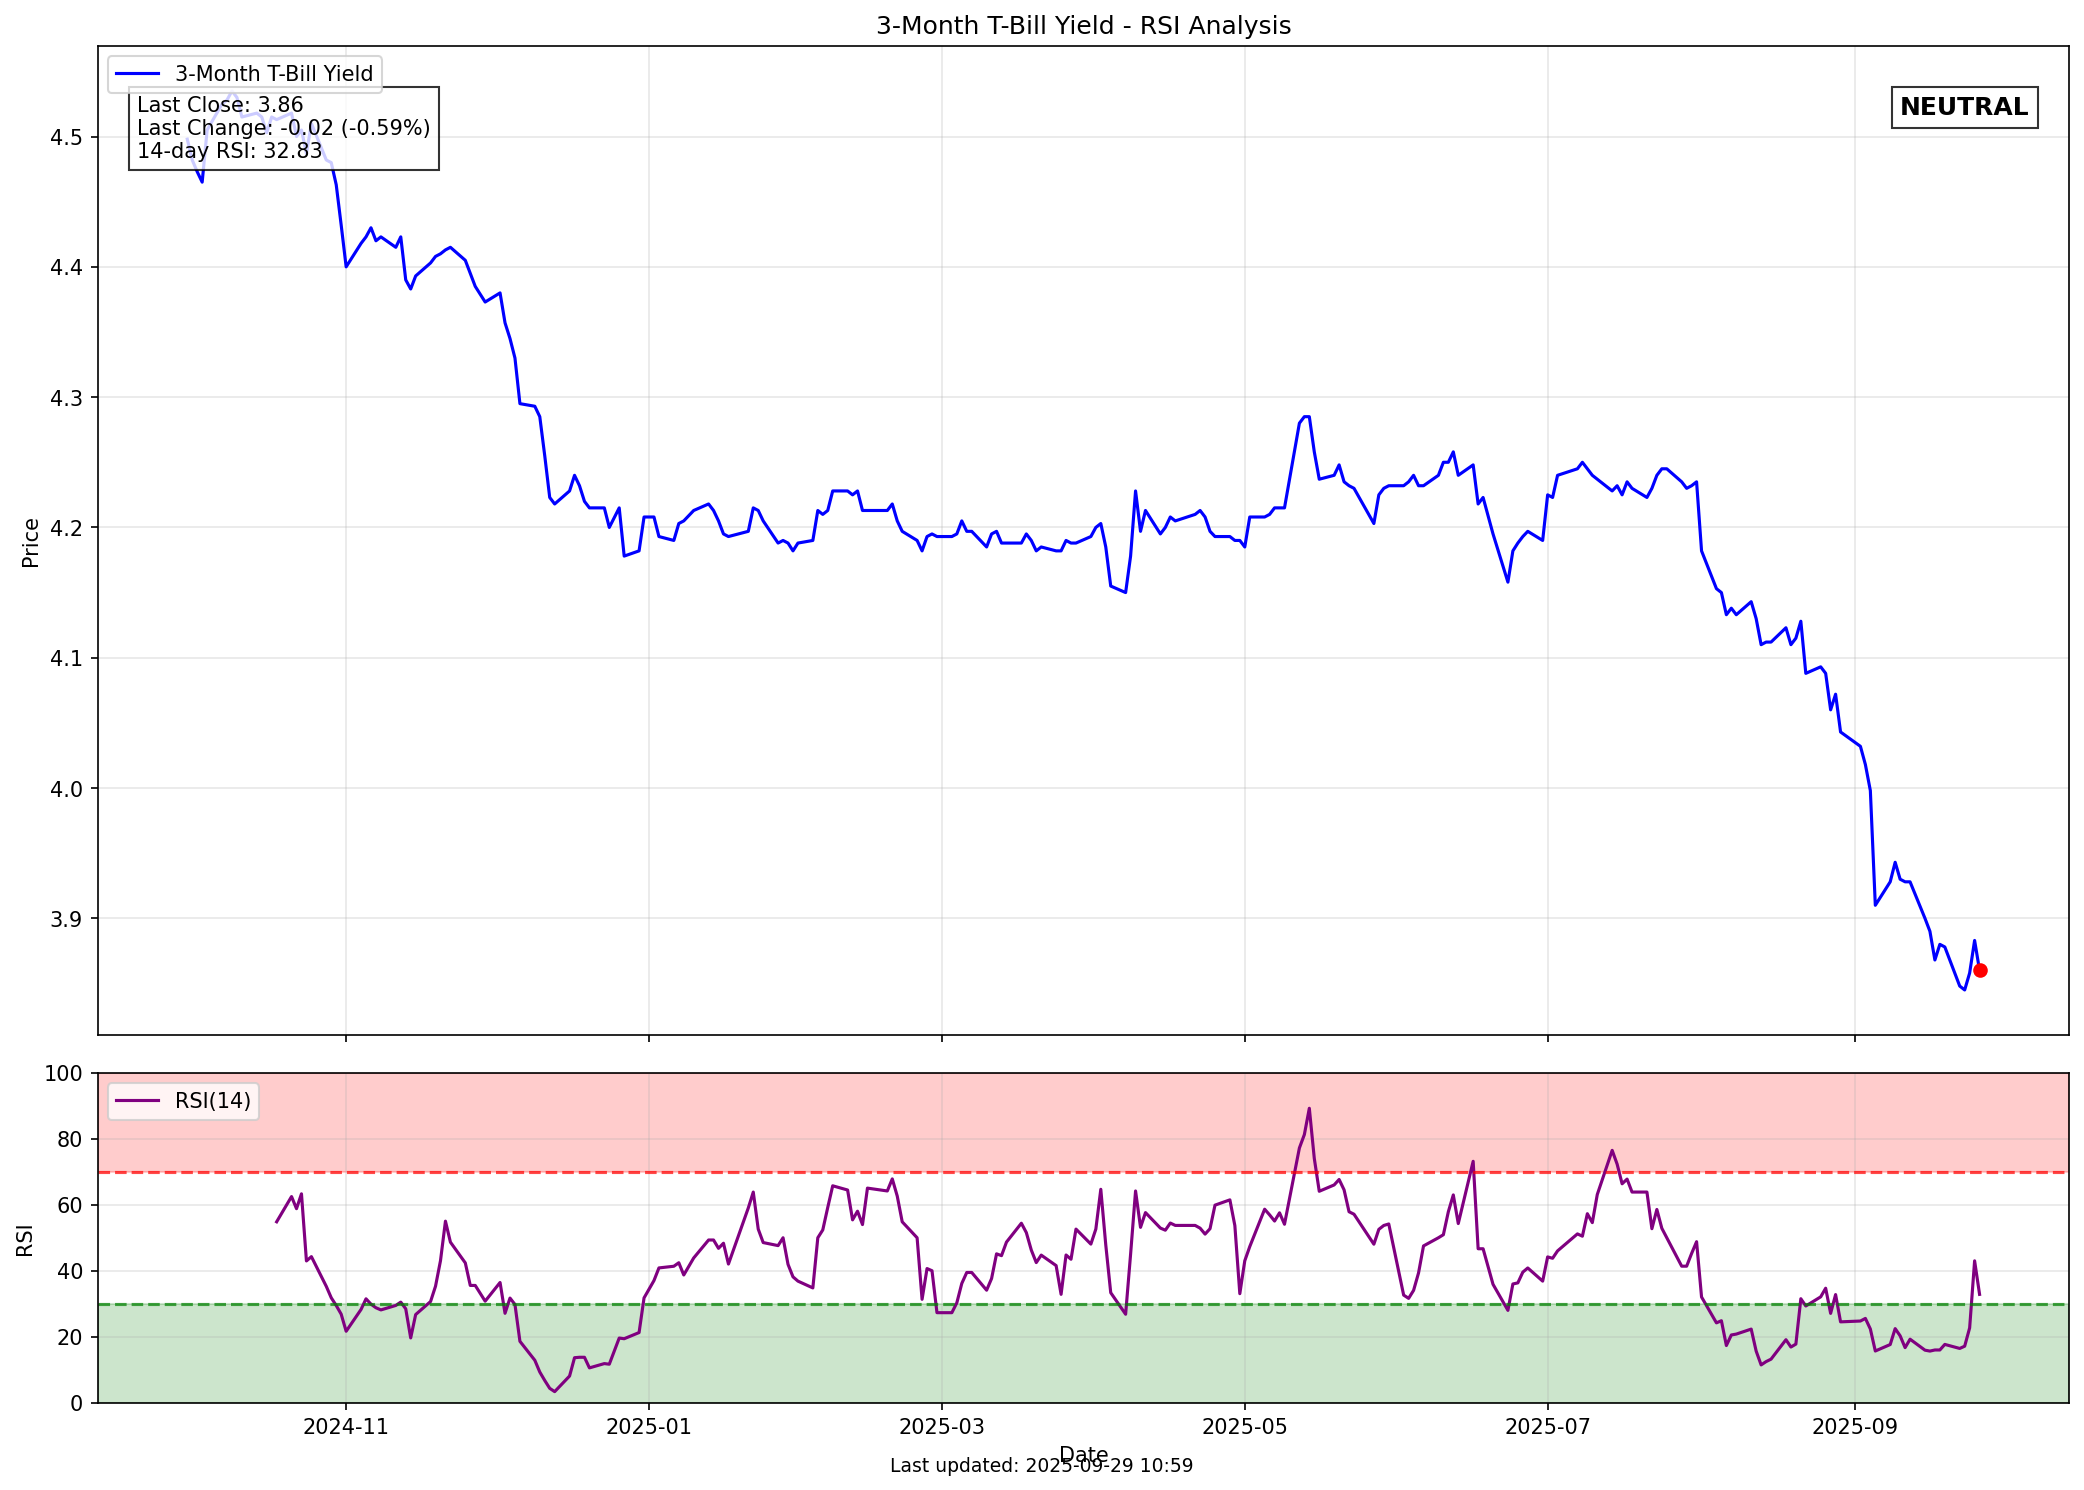 3-Month T-Bill Yield - RSI Analysis
3-Month T-Bill Yield
Last Close: 3.86
Last Change: -0.02 (-0.59%)
14-day RSI: 32.83
NEUTRAL
Price
4.5
4.4
4.3
4.2
4.1
4.0
3.9
RSI(14)
RSI
100
80
60
40
20
0
2024-11
2025-01
2025-03
2025-05
2025-07
2025-09
Date
Last updated: 2025-09-29 10:59